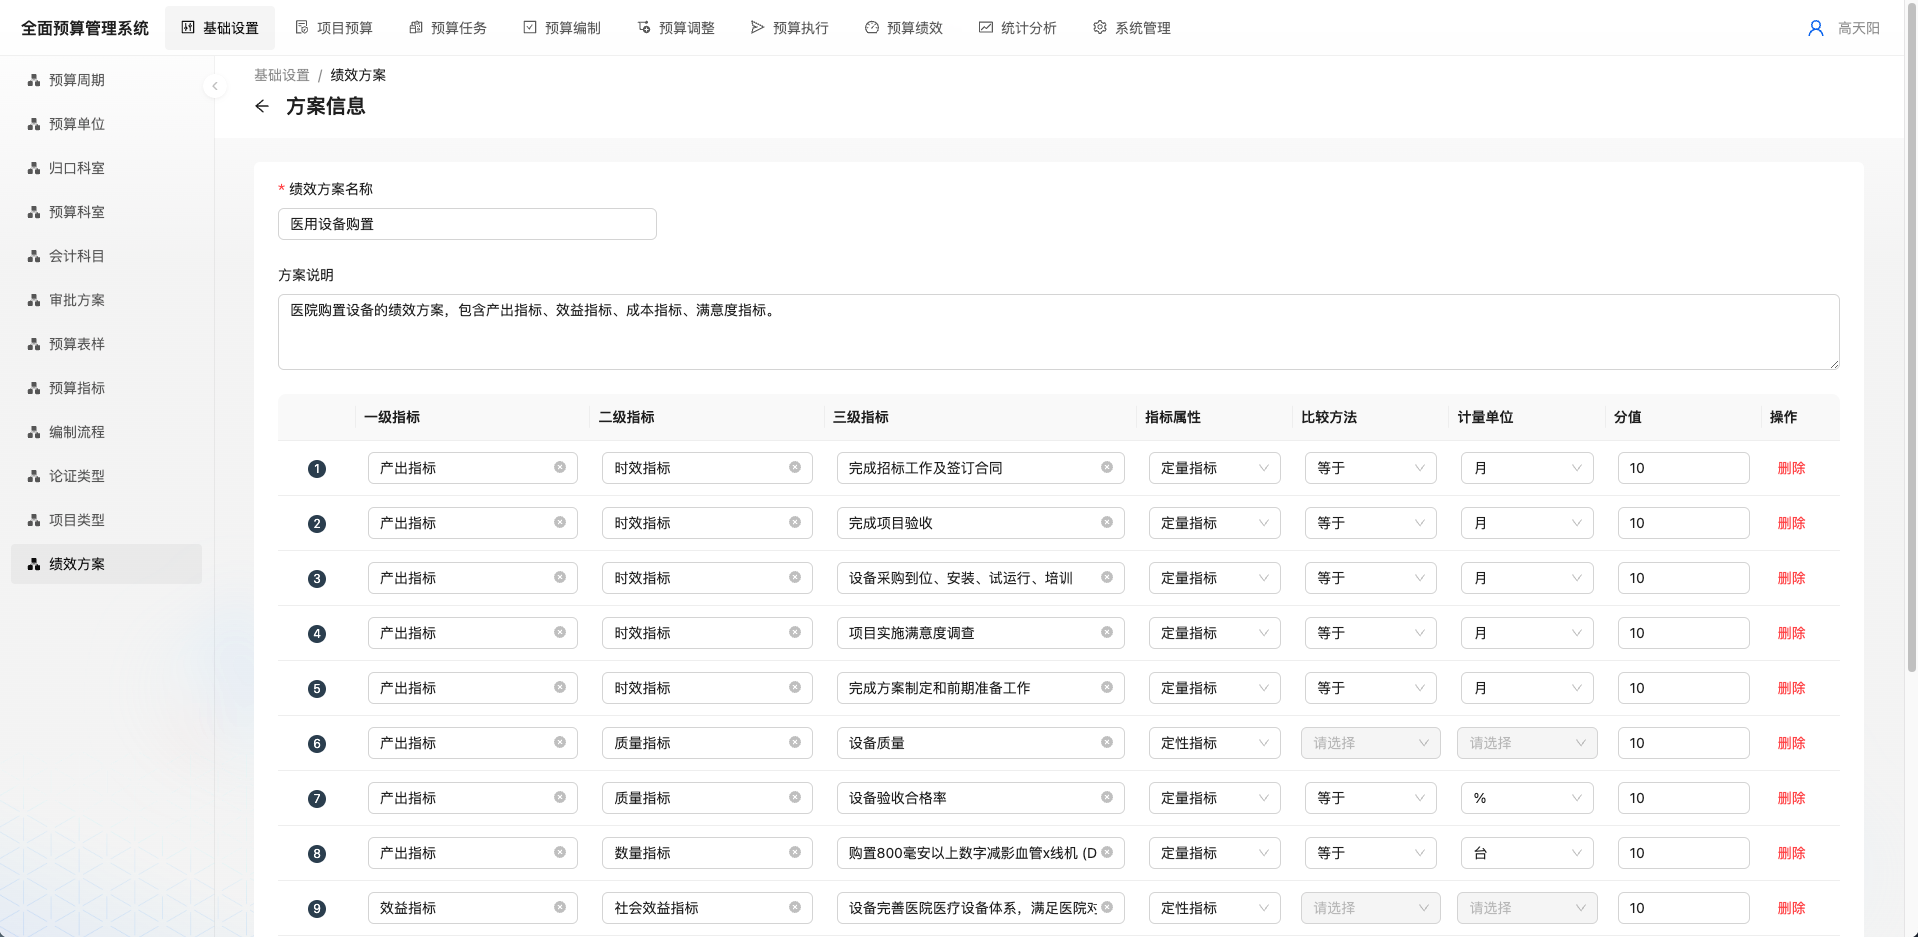 全面预算管理系统 基础设置 项目预算 预算任务 预算编制 预算调整 预算执行 预算绩效 统计分析 系统管理 高天阳
预算周期
预算单位
归口科室
预算科室
会计科目
审批方案
预算表样
预算指标
编制流程
论证类型
项目类型
绩效方案
基础设置 / 绩效方案
方案信息
* 绩效方案名称
医用设备购置
方案说明
医院购置设备的绩效方案，包含产出指标、效益指标、成本指标、满意度指标。
一级指标 二级指标 三级指标 指标属性 比较方法 计量单位 分值 操作
1 产出指标 时效指标 完成招标工作及签订合同 定量指标 等于 月 10 删除
2 产出指标 时效指标 完成项目验收 定量指标 等于 月 10 删除
3 产出指标 时效指标 设备采购到位、安装、试运行、培训 定量指标 等于 月 10 删除
4 产出指标 时效指标 项目实施满意度调查 定量指标 等于 月 10 删除
5 产出指标 时效指标 完成方案制定和前期准备工作 定量指标 等于 月 10 删除
6 产出指标 质量指标 设备质量 定性指标 请选择 请选择 10 删除
7 产出指标 质量指标 设备验收合格率 定量指标 等于 % 10 删除
8 产出指标 数量指标 购置800毫安以上数字减影血管x线机 (D 定量指标 等于 台 10 删除
9 效益指标 社会效益指标 设备完善医院医疗设备体系，满足医院对 定性指标 请选择 请选择 10 删除